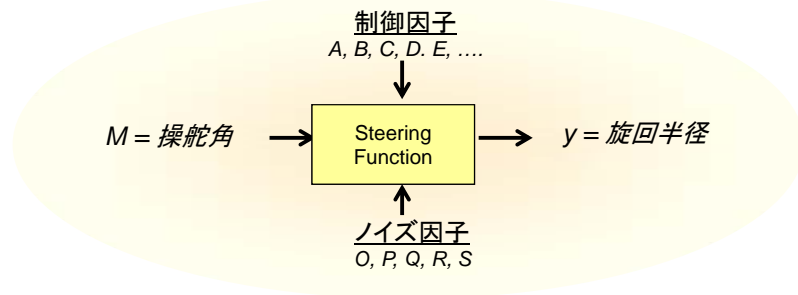 制御因子
A, B, C, D. E, ….
M = 操舵角
Steering
Function
y = 旋回半径
ノイズ因子
O, P, Q, R, S